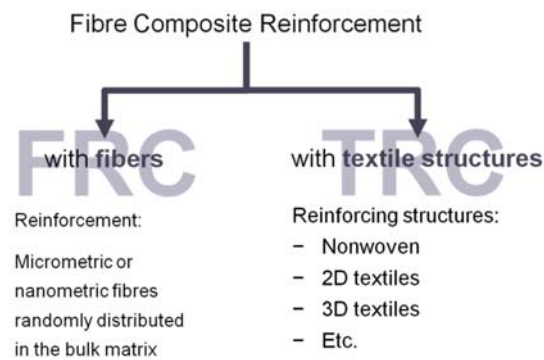 Fibre Composite Reinforcement
FRC
with fibers
Reinforcement:
Micrometric or
nanometric fibres
randomly distributed
in the bulk matrix
TRC
with textile structures
Reinforcing structures:
– Nonwoven
– 2D textiles
– 3D textiles
– Etc.